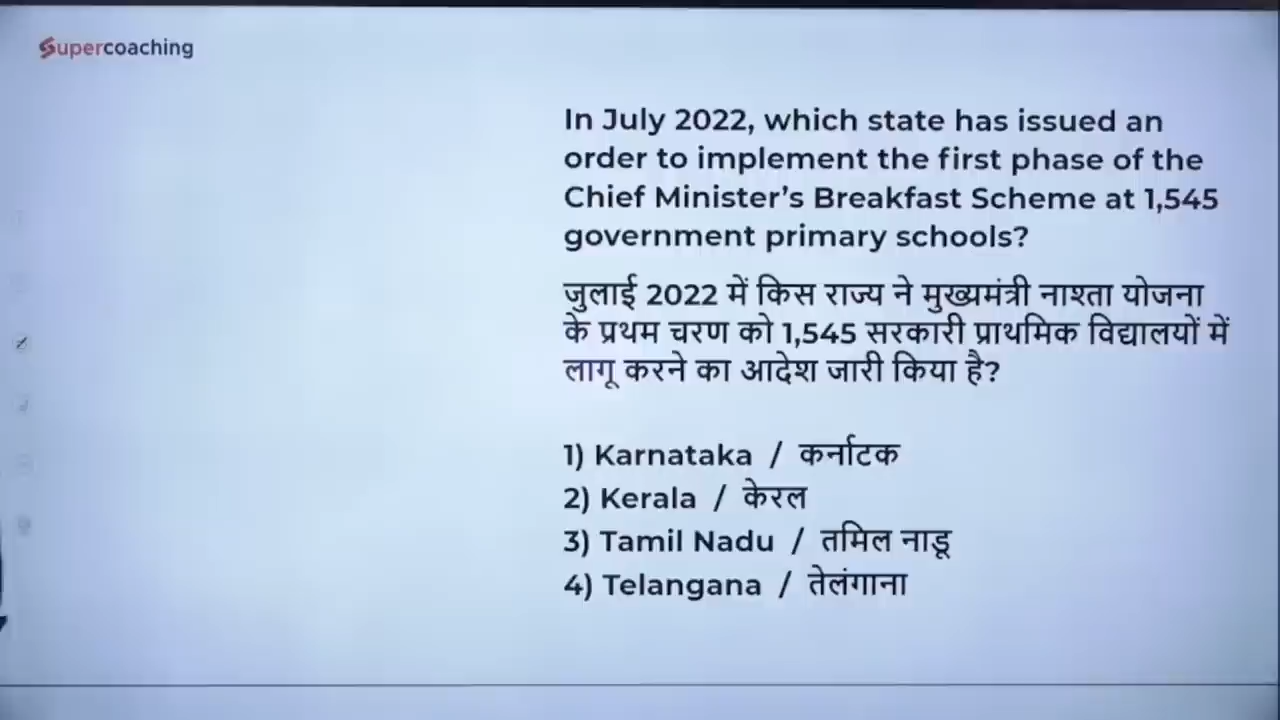 Supercoaching
In July 2022, which state has issued an
order to implement the first phase of the
Chief Minister's Breakfast Scheme at 1,545
government primary schools?
जुलाई 2022 में किस राज्य ने मुख्यमंत्री नाश्ता योजना
के प्रथम चरण को 1,545 सरकारी प्राथमिक विद्यालयों में
लागू करने का आदेश जारी किया है?
1) Karnataka / कर्नाटक
2) Kerala / केरल
3) Tamil Nadu / तमिल नाडू
4) Telangana / तेलंगाना